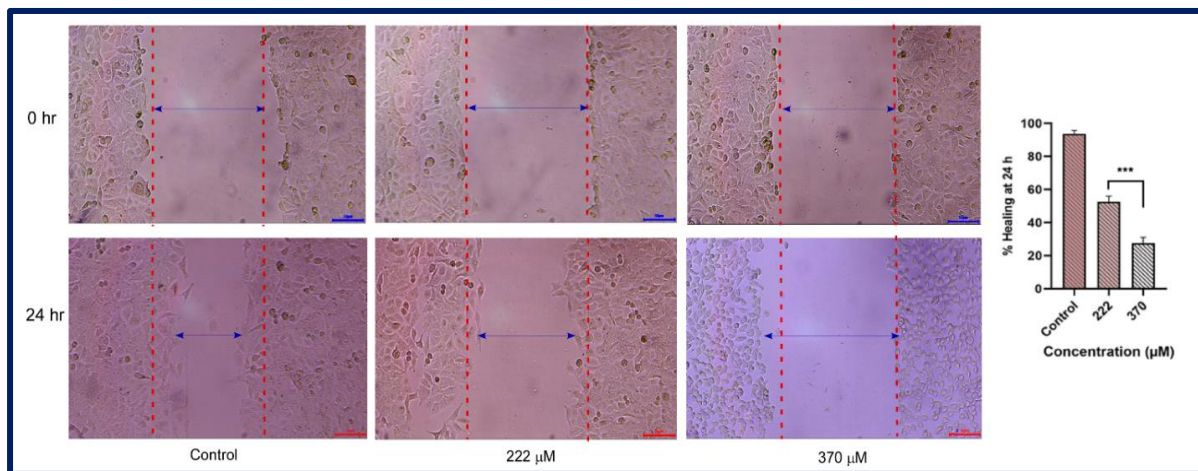 0 hr
24 hr
Control
222 μM
370 μM
% Healing at 24 h
100
80
60
40
20
0
***
Control
222
370
Concentration (μM)